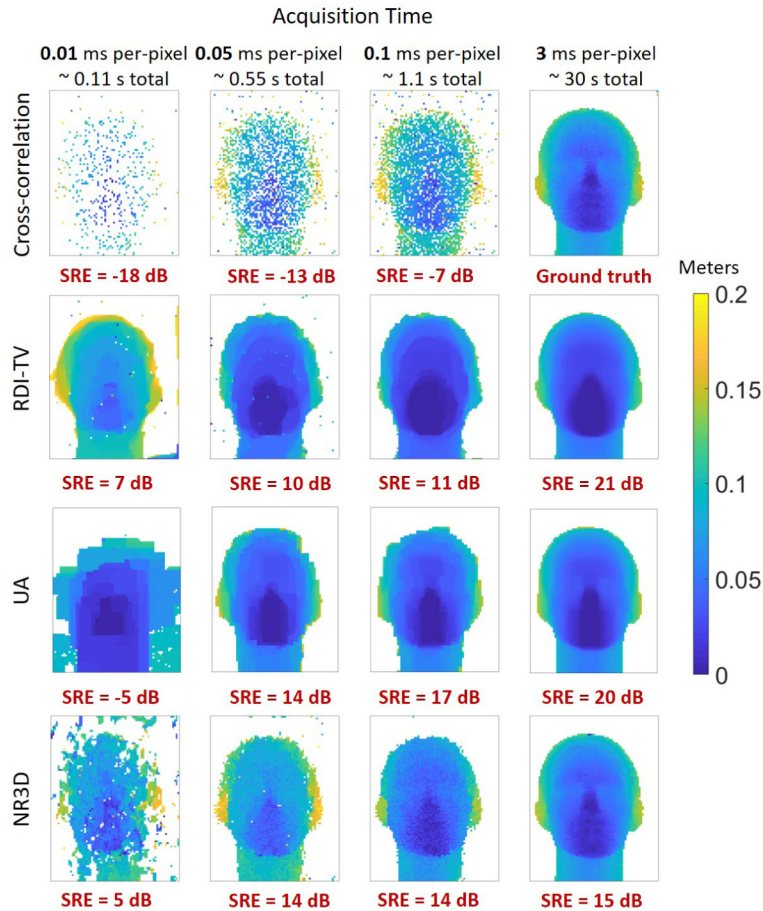 Acquisition Time
0.01 ms per-pixel 0.05 ms per-pixel 0.1 ms per-pixel 3 ms per-pixel
~ 0.11 s total ~ 0.55 s total ~ 1.1 s total ~ 30 s total
Cross-correlation
SRE = -18 dB SRE = -13 dB SRE = -7 dB Ground truth
Meters
0.2
0.15
0.1
0.05
0
RDI-TV
SRE = 7 dB SRE = 10 dB SRE = 11 dB SRE = 21 dB
UA
SRE = -5 dB SRE = 14 dB SRE = 17 dB SRE = 20 dB
NR3D
SRE = 5 dB SRE = 14 dB SRE = 14 dB SRE = 15 dB